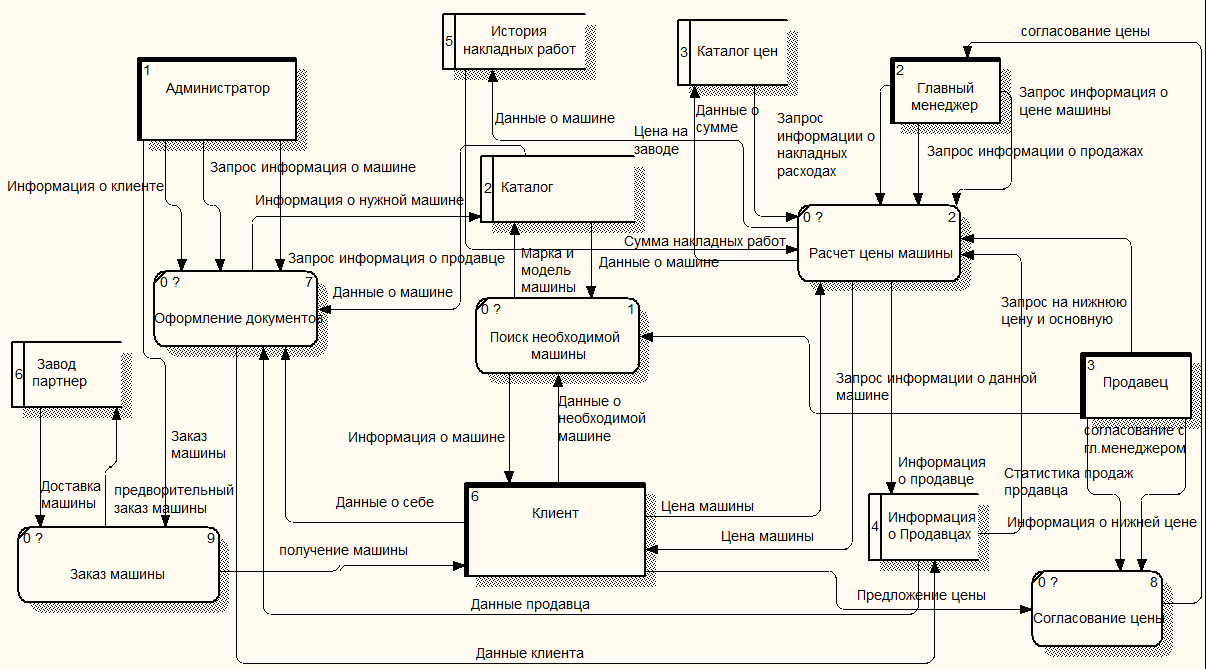 5
История
накладных работ
3
Каталог цен
согласование цены
1
Администратор
2
Главный
менеджер
Запрос информация о
цене машины
Данные о машине
Данные о
сумме
Цена на
заводе
Запрос
информации о
накладных
расходах
Запрос информации о продажах
Информация о клиенте
Запрос информация о машине
2
Каталог
Информация о нужной машине
0 ?
2
Расчет цены машины
Сумма накладных работ
Запрос информация о продавце
Марка и
модель
машины
Данные о машине
0 ?
7
Оформление документов
Данные о машине
0 ?
1
Поиск необходимой
машины
Запрос на нижнюю
цену и основную
6
Завод
партнер
3
Продавец
Запрос информации о данной
машине
Данные о
необходимой
машине
Информация о машине
Заказ
машины
согласование с
гл.менеджером
Информация
о продавце
Статистика продаж
продавца
Доставка
машины
предворительный
заказ машины
Данные о себе
6
Клиент
Цена машины
4
Информация
о Продавцах
Информация о нижней цене
0 ?
9
Заказ машины
получение машины
Цена машины
0 ?
8
Согласование цены
Предложение цены
Данные продавца
Данные клиента